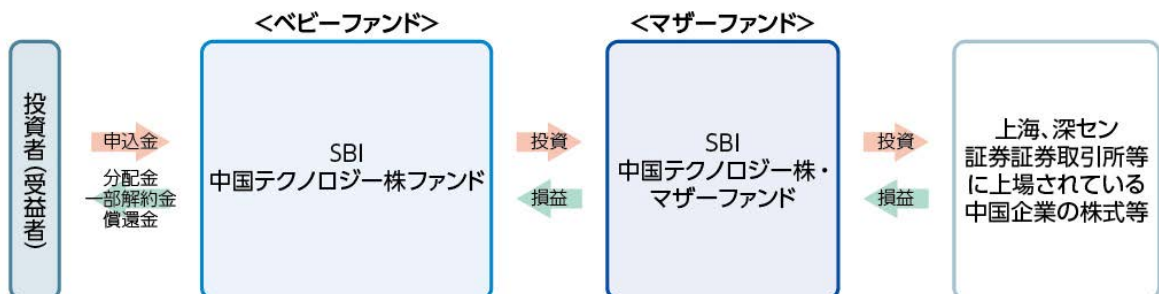 <ベビーファンド>
<マザーファンド>
投資者(受益者)
申込金
分配金
一部解約金
償還金
SBI
中国テクノロジー株ファンド
投資
損益
SBI
中国テクノロジー株・
マザーファンド
投資
損益
上海、深セン
証券証券取引所等
に上場されている
中国企業の株式等